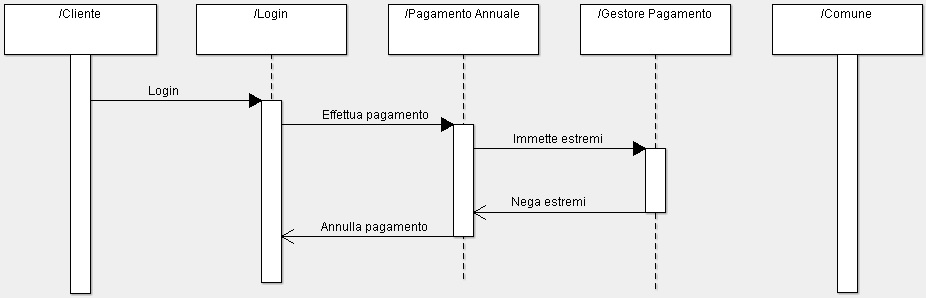 /Cliente
/Login
/Pagamento Annuale
/Gestore Pagamento
/Comune
Login
Effettua pagamento
Immette estremi
Nega estremi
Annulla pagamento